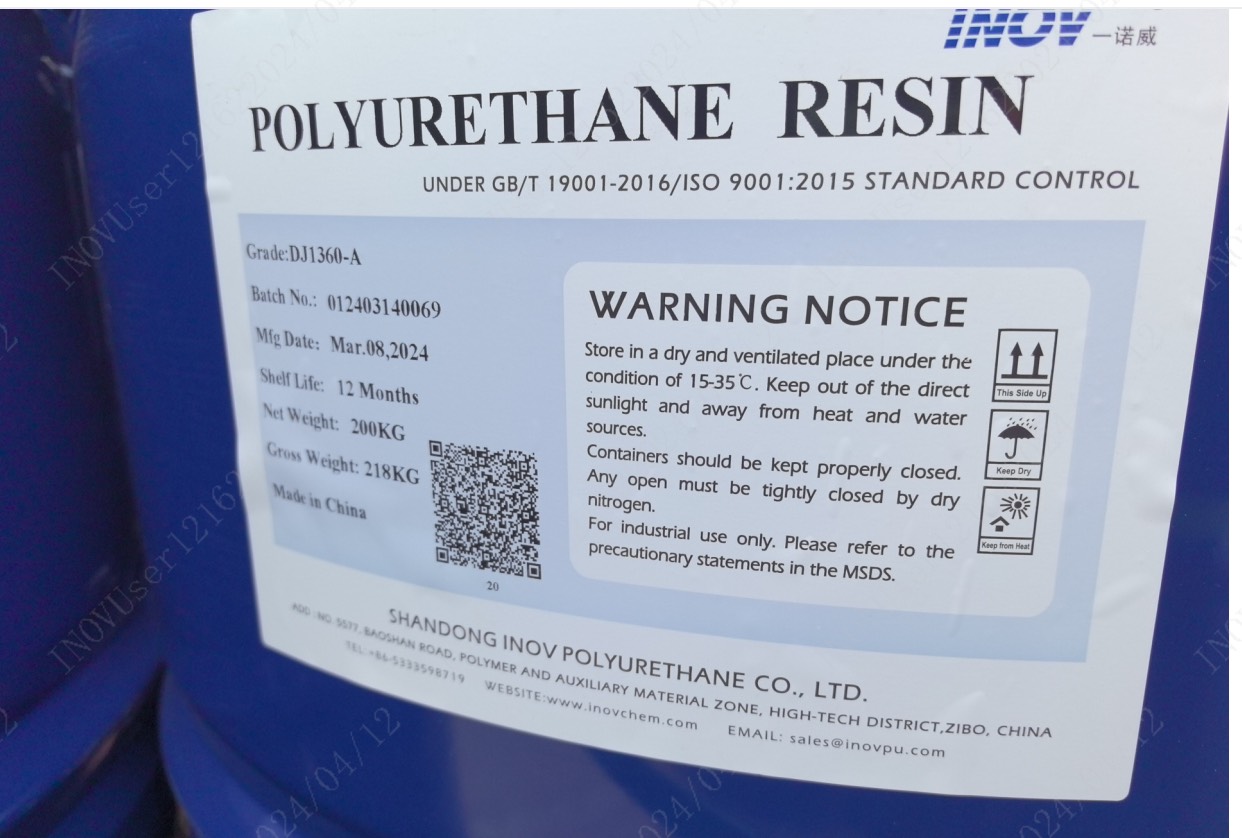 INOV 一诺威
POLYURETHANE RESIN
UNDER GB/T 19001-2016/ISO 9001:2015 STANDARD CONTROL
Grade:DJ1360-A
Batch No.: 012403140069
Mfg Date: Mar.08,2024
Shelf Life: 12 Months
Net Weight: 200KG
Gross Weight: 218KG
Made in China
20
WARNING NOTICE
Store in a dry and ventilated place under the
condition of 15-35℃. Keep out of the direct
sunlight and away from heat and water
sources.
Containers should be kept properly closed.
Any open must be tightly closed by dry
nitrogen.
For industrial use only. Please refer to the
precautionary statements in the MSDS.
This Side Up
Keep Dry
Keep from Heat
SHANDONG INOV POLYURETHANE CO., LTD.
ADD : NO. 5577, BAOSHAN ROAD, POLYMER AND AUXILIARY MATERIAL ZONE, HIGH-TECH DISTRICT,ZIBO, CHINA
TEL: +86-5333598719 WEBSITE:www.inovchem.com EMAIL: sales@inovpu.com
INOVUser12162
2024/04/12